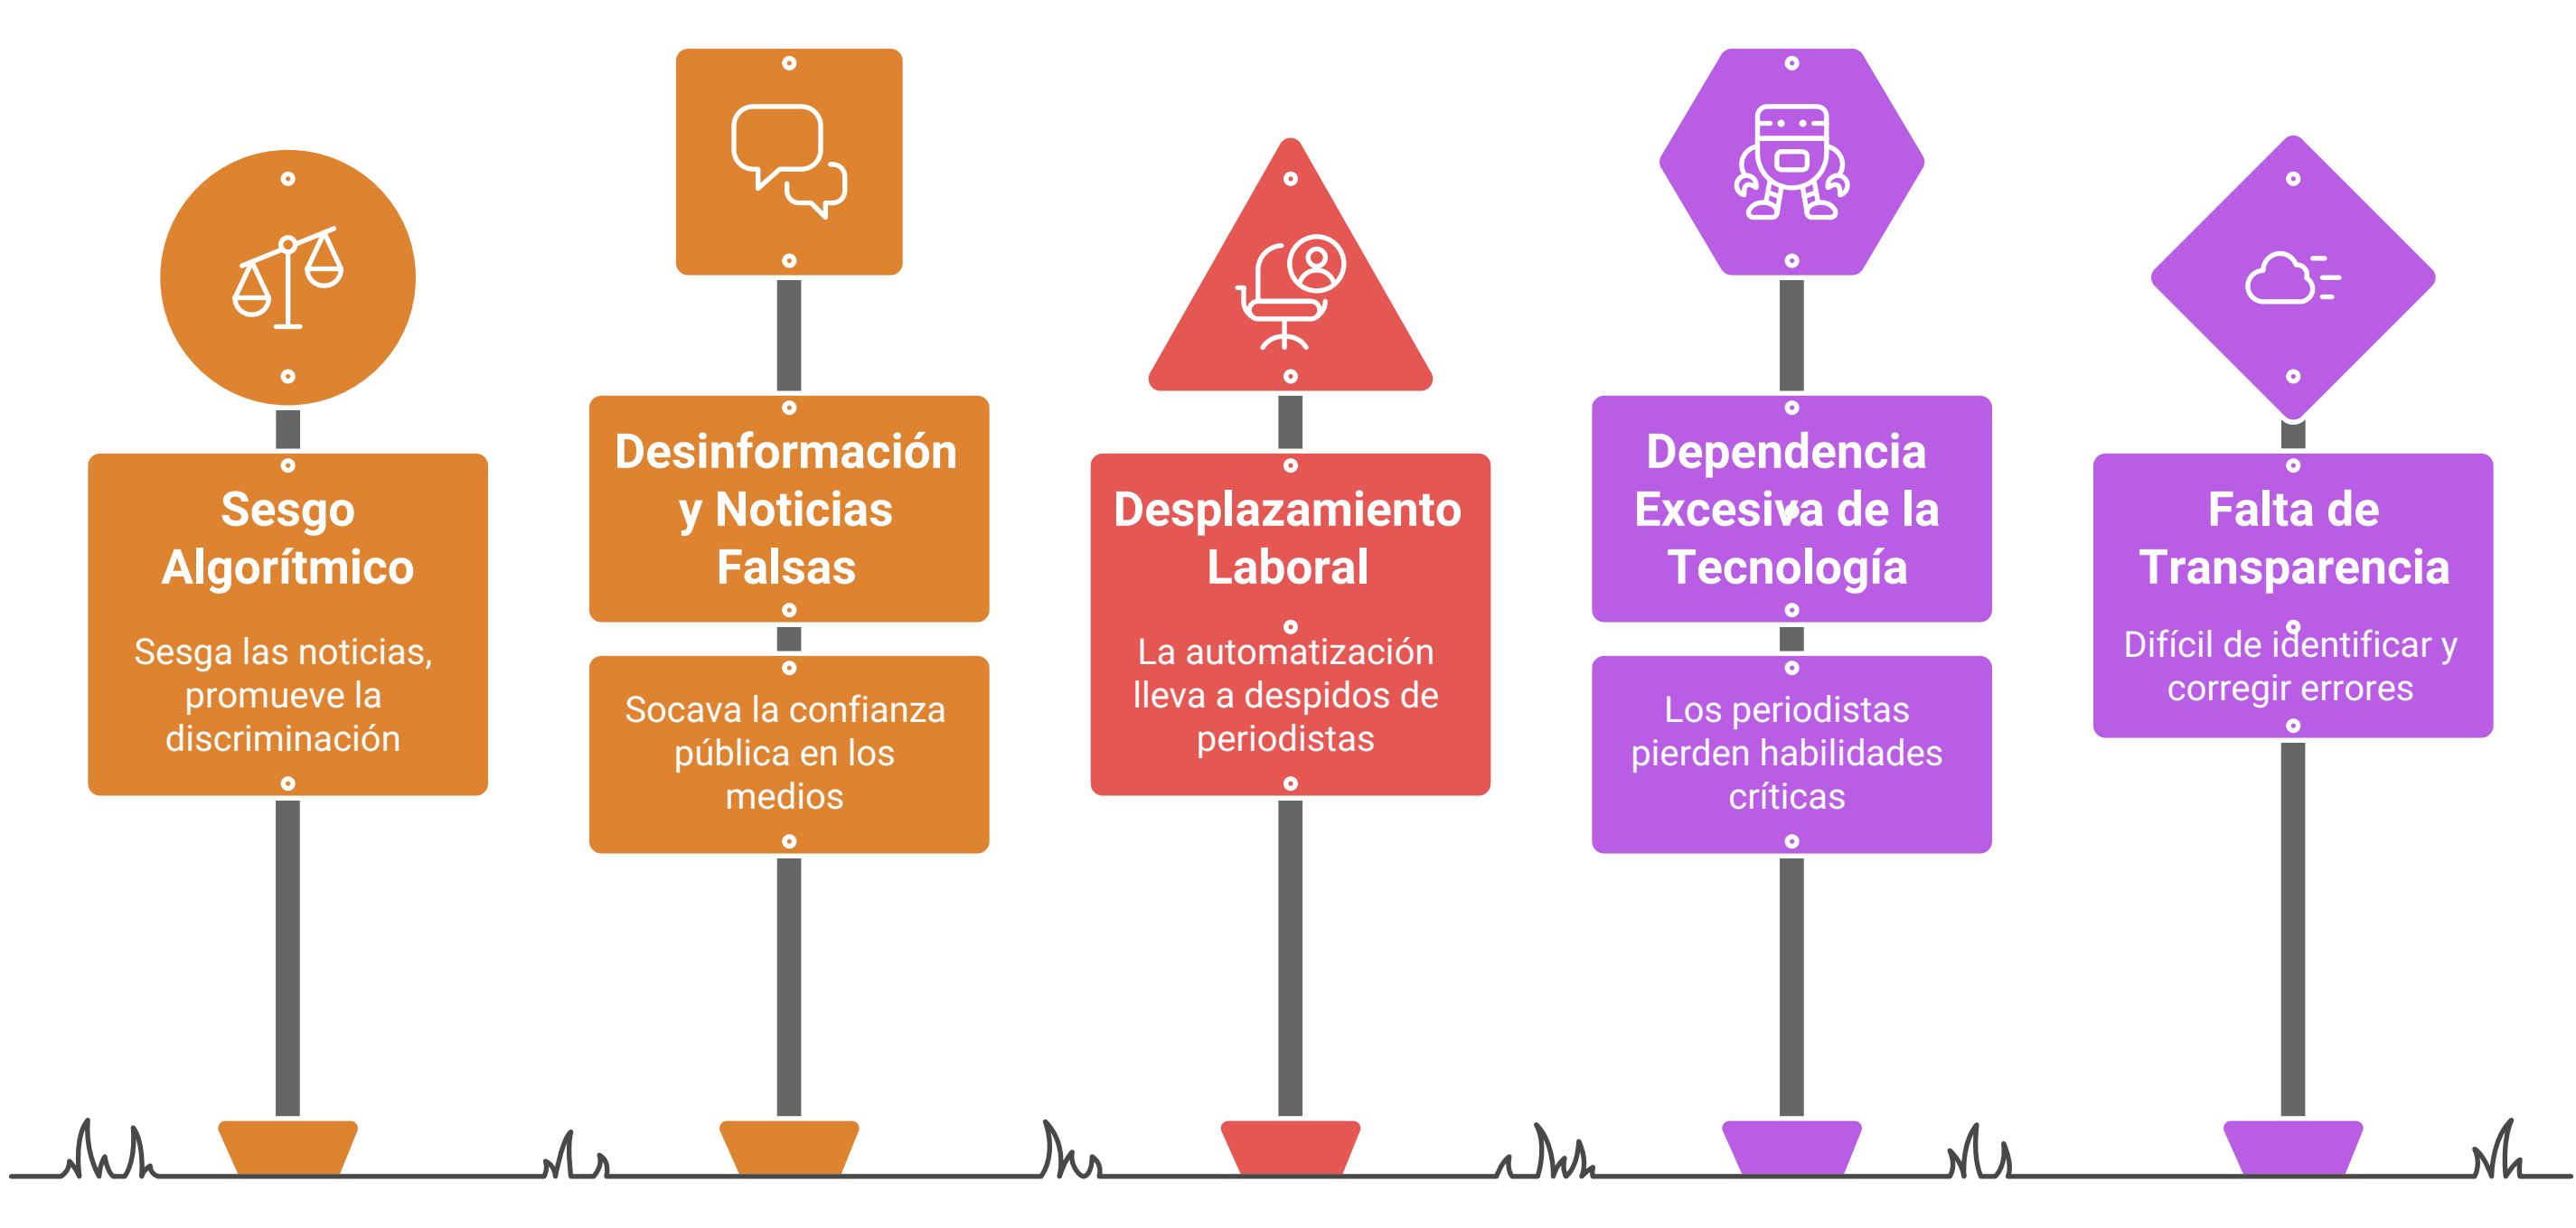 Sesgo
Algorítmico
Sesga las noticias,
promueve la
discriminación
Desinformación
y Noticias
Falsas
Socava la confianza
pública en los
medios
Desplazamiento
Laboral
La automatización
lleva a despidos de
periodistas
Dependencia
Excesiva de la
Tecnología
Los periodistas
pierden habilidades
críticas
Falta de
Transparencia
Difícil de identificar y
corregir errores